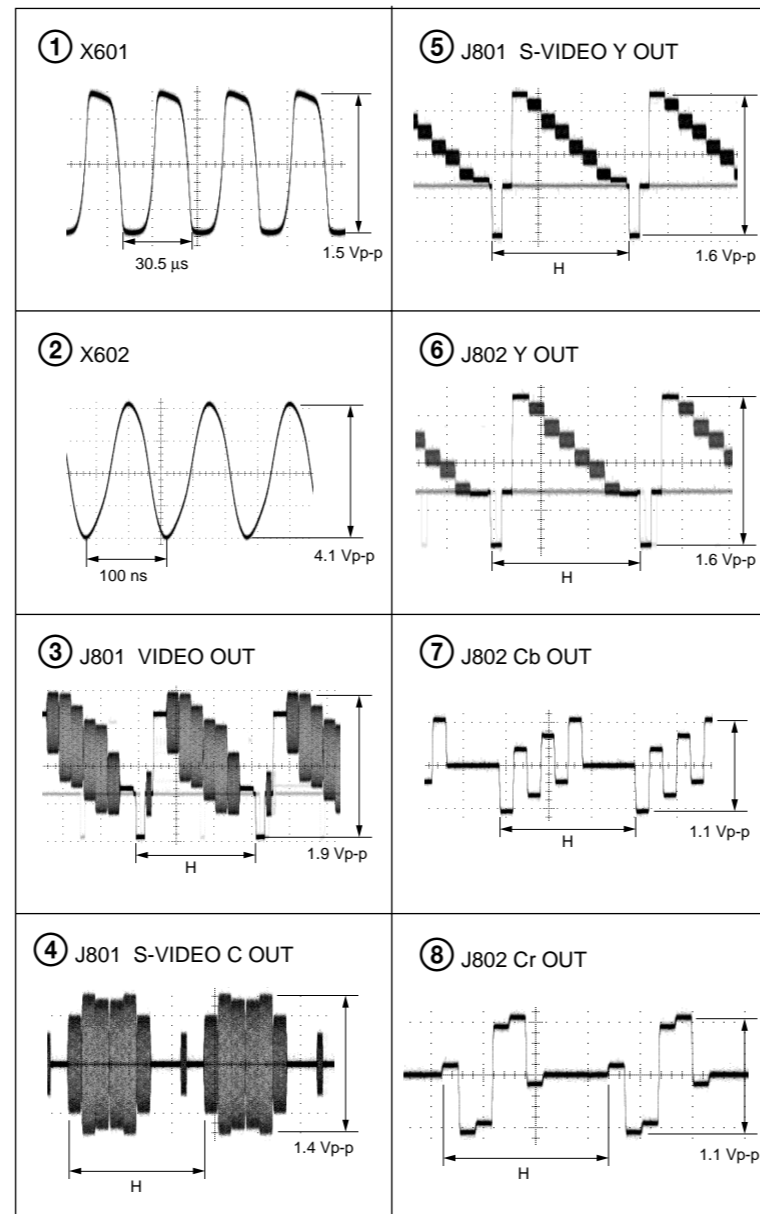 ① X601
1.5 Vp-p
30.5 µs
② X602
4.1 Vp-p
100 ns
③ J801 VIDEO OUT
1.9 Vp-p
H
④ J801 S-VIDEO C OUT
1.4 Vp-p
H
⑤ J801 S-VIDEO Y OUT
1.6 Vp-p
H
⑥ J802 Y OUT
1.6 Vp-p
H
⑦ J802 Cb OUT
1.1 Vp-p
H
⑧ J802 Cr OUT
1.1 Vp-p
H